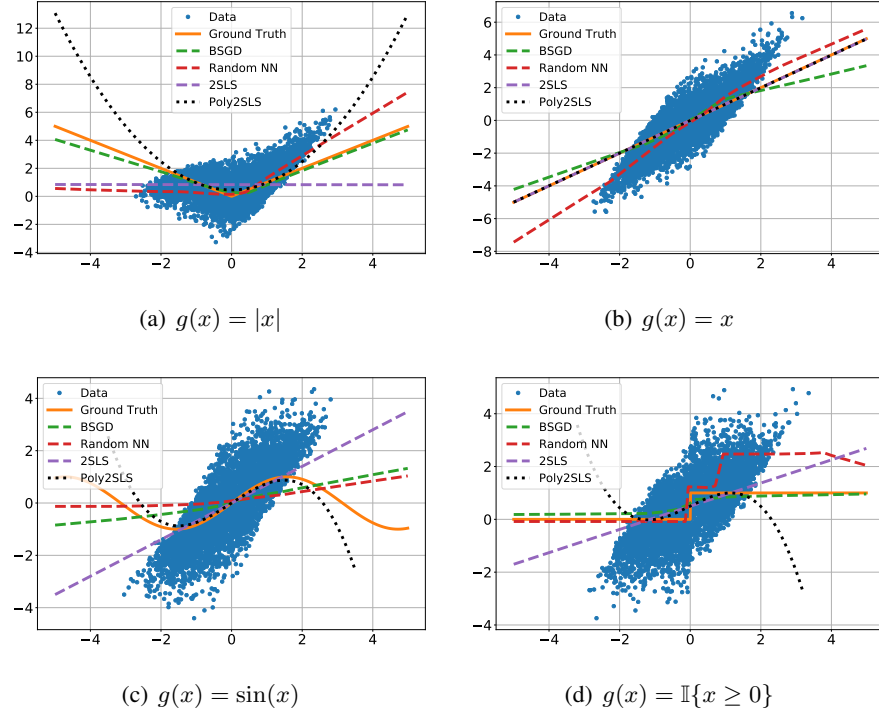 Data
Ground Truth
BSGD
Random NN
2SLS
Poly2SLS
12
10
8
6
4
2
0
−2
−4
−4 −2 0 2 4
(a) g(x) = |x|
Data
Ground Truth
BSGD
Random NN
2SLS
Poly2SLS
6
4
2
0
−2
−4
−6
−8
−4 −2 0 2 4
(b) g(x) = x
Data
Ground Truth
BSGD
Random NN
2SLS
Poly2SLS
4
2
0
−2
−4
−4 −2 0 2 4
(c) g(x) = sin(x)
Data
Ground Truth
BSGD
Random NN
2SLS
Poly2SLS
4
2
0
−2
−4
−4 −2 0 2 4
(d) g(x) = 𝕀{x ≥ 0}